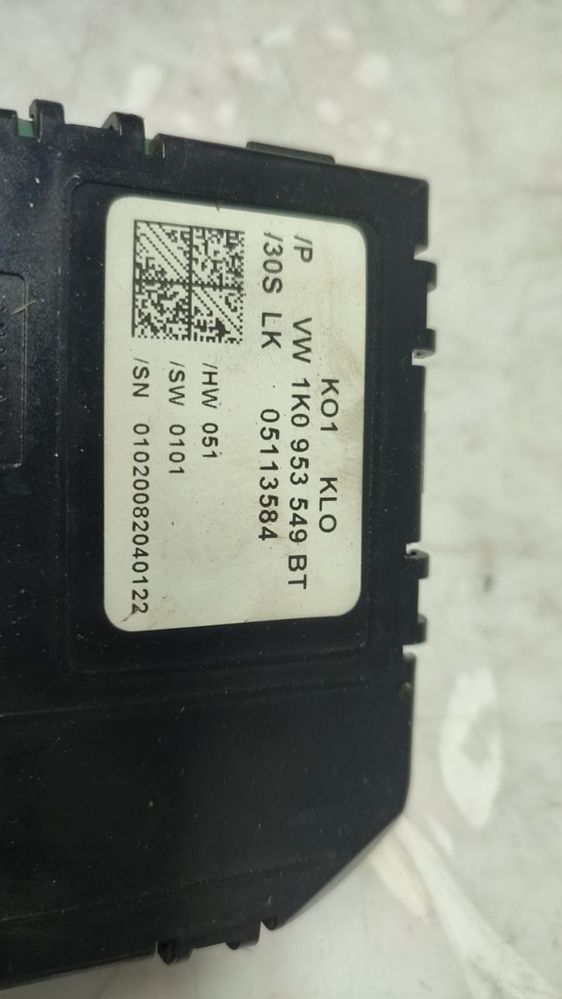 KO1 KLO
/P VW 1K0 953 549 BT
/30S LK 05113584
/HW 051
/SW 0101
/SN 01020082040122